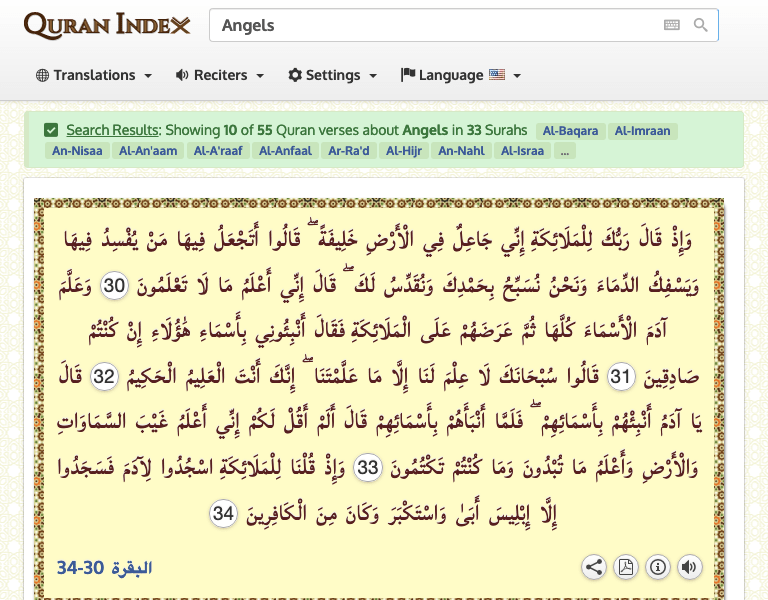 QURAN INDEX
Angels
Translations Reciters Settings Language
Search Results: Showing 10 of 55 Quran verses about Angels in 33 Surahs Al-Baqara Al-Imraan
An-Nisaa Al-An'aam Al-A'raaf Al-Anfaal Ar-Ra'd Al-Hijr An-Nahl Al-Israa ...
وَإِذْ قَالَ رَبُّكَ لِلْمَلَائِكَةِ إِنِّي جَاعِلٌ فِي الْأَرْضِ خَلِيفَةً ۖ قَالُوا أَتَجْعَلُ فِيهَا مَنْ يُفْسِدُ فِيهَا
وَيَسْفِكُ الدِّمَاءَ وَنَحْنُ نُسَبِّحُ بِحَمْدِكَ وَنُقَدِّسُ لَكَ ۖ قَالَ إِنِّي أَعْلَمُ مَا لَا تَعْلَمُونَ 30 وَعَلَّمَ
آدَمَ الْأَسْمَاءَ كُلَّهَا ثُمَّ عَرَضَهُمْ عَلَى الْمَلَائِكَةِ فَقَالَ أَنْبِئُونِي بِأَسْمَاءِ هَٰؤُلَاءِ إِنْ كُنْتُمْ
صَادِقِينَ 31 قَالُوا سُبْحَانَكَ لَا عِلْمَ لَنَا إِلَّا مَا عَلَّمْتَنَا ۖ إِنَّكَ أَنْتَ الْعَلِيمُ الْحَكِيمُ 32 قَالَ
يَا آدَمُ أَنْبِئْهُمْ بِأَسْمَائِهِمْ ۖ فَلَمَّا أَنْبَأَهُمْ بِأَسْمَائِهِمْ قَالَ أَلَمْ أَقُلْ لَكُمْ إِنِّي أَعْلَمُ غَيْبَ السَّمَاوَاتِ
وَالْأَرْضِ وَأَعْلَمُ مَا تُبْدُونَ وَمَا كُنْتُمْ تَكْتُمُونَ 33 وَإِذْ قُلْنَا لِلْمَلَائِكَةِ اسْجُدُوا لِآدَمَ فَسَجَدُوا
إِلَّا إِبْلِيسَ أَبَىٰ وَاسْتَكْبَرَ وَكَانَ مِنَ الْكَافِرِينَ 34
البقرة 30-34